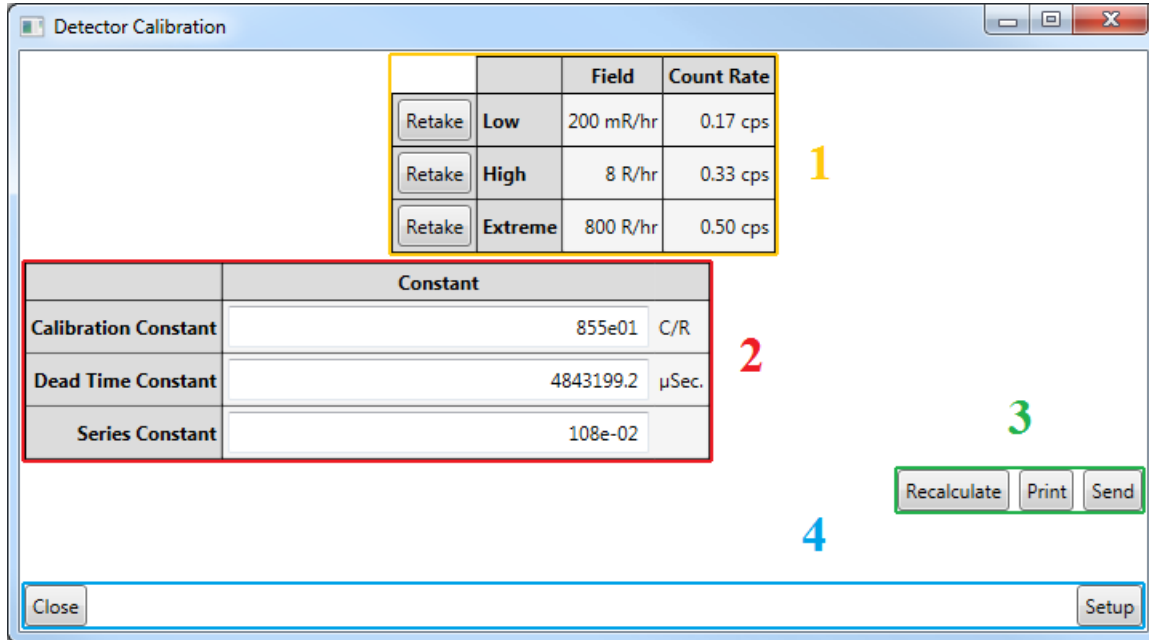 Detector Calibration
Field Count Rate
Retake Low 200 mR/hr 0.17 cps
Retake High 8 R/hr 0.33 cps
Retake Extreme 800 R/hr 0.50 cps
1
Constant
Calibration Constant 855e01 C/R
Dead Time Constant 4843199.2 µSec.
Series Constant 108e-02
2
3
Recalculate Print Send
4
Close Setup